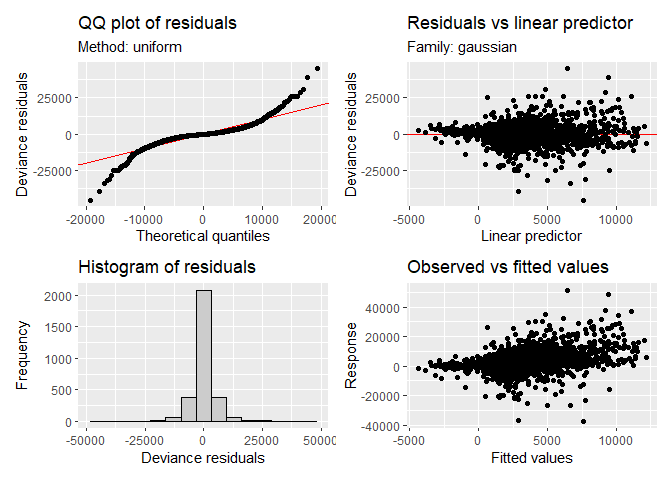 QQ plot of residuals
Method: uniform
Deviance residuals
25000
0
-25000
-20000 -10000 0 10000 20000
Theoretical quantiles
Residuals vs linear predictor
Family: gaussian
Deviance residuals
25000
0
-25000
-5000 0 5000 10000
Linear predictor
Histogram of residuals
Frequency
2000
1500
1000
500
0
-50000 -25000 0 25000 50000
Deviance residuals
Observed vs fitted values
Response
40000
20000
0
-20000
-40000
-5000 0 5000 10000
Fitted values